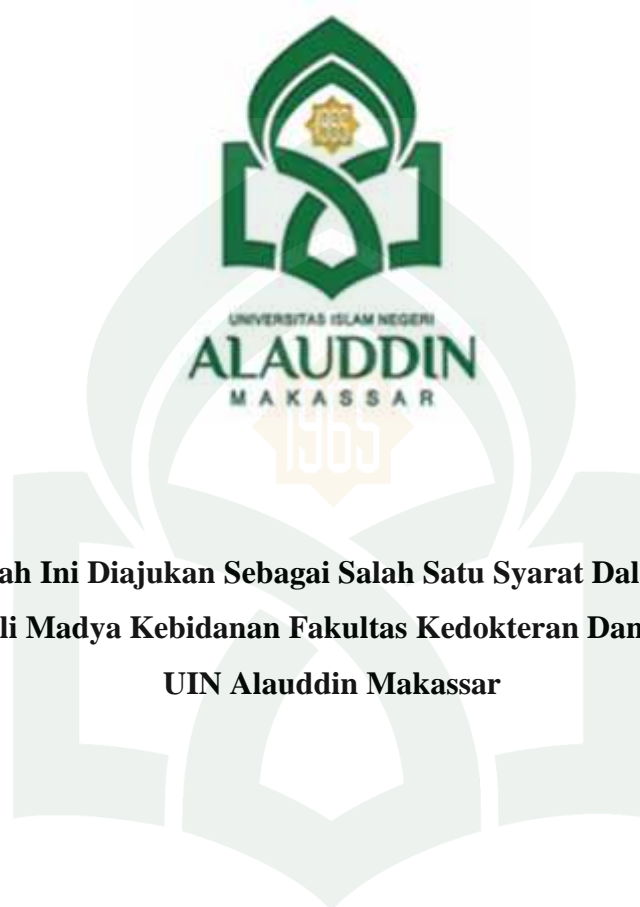 UNIVERSITAS ISLAM NEGERI
ALAUDDIN
MAKASSAR
1965
ah Ini Diajukan Sebagai Salah Satu Syarat Dal
li Madya Kebidanan Fakultas Kedokteran Dan
UIN Alauddin Makassar